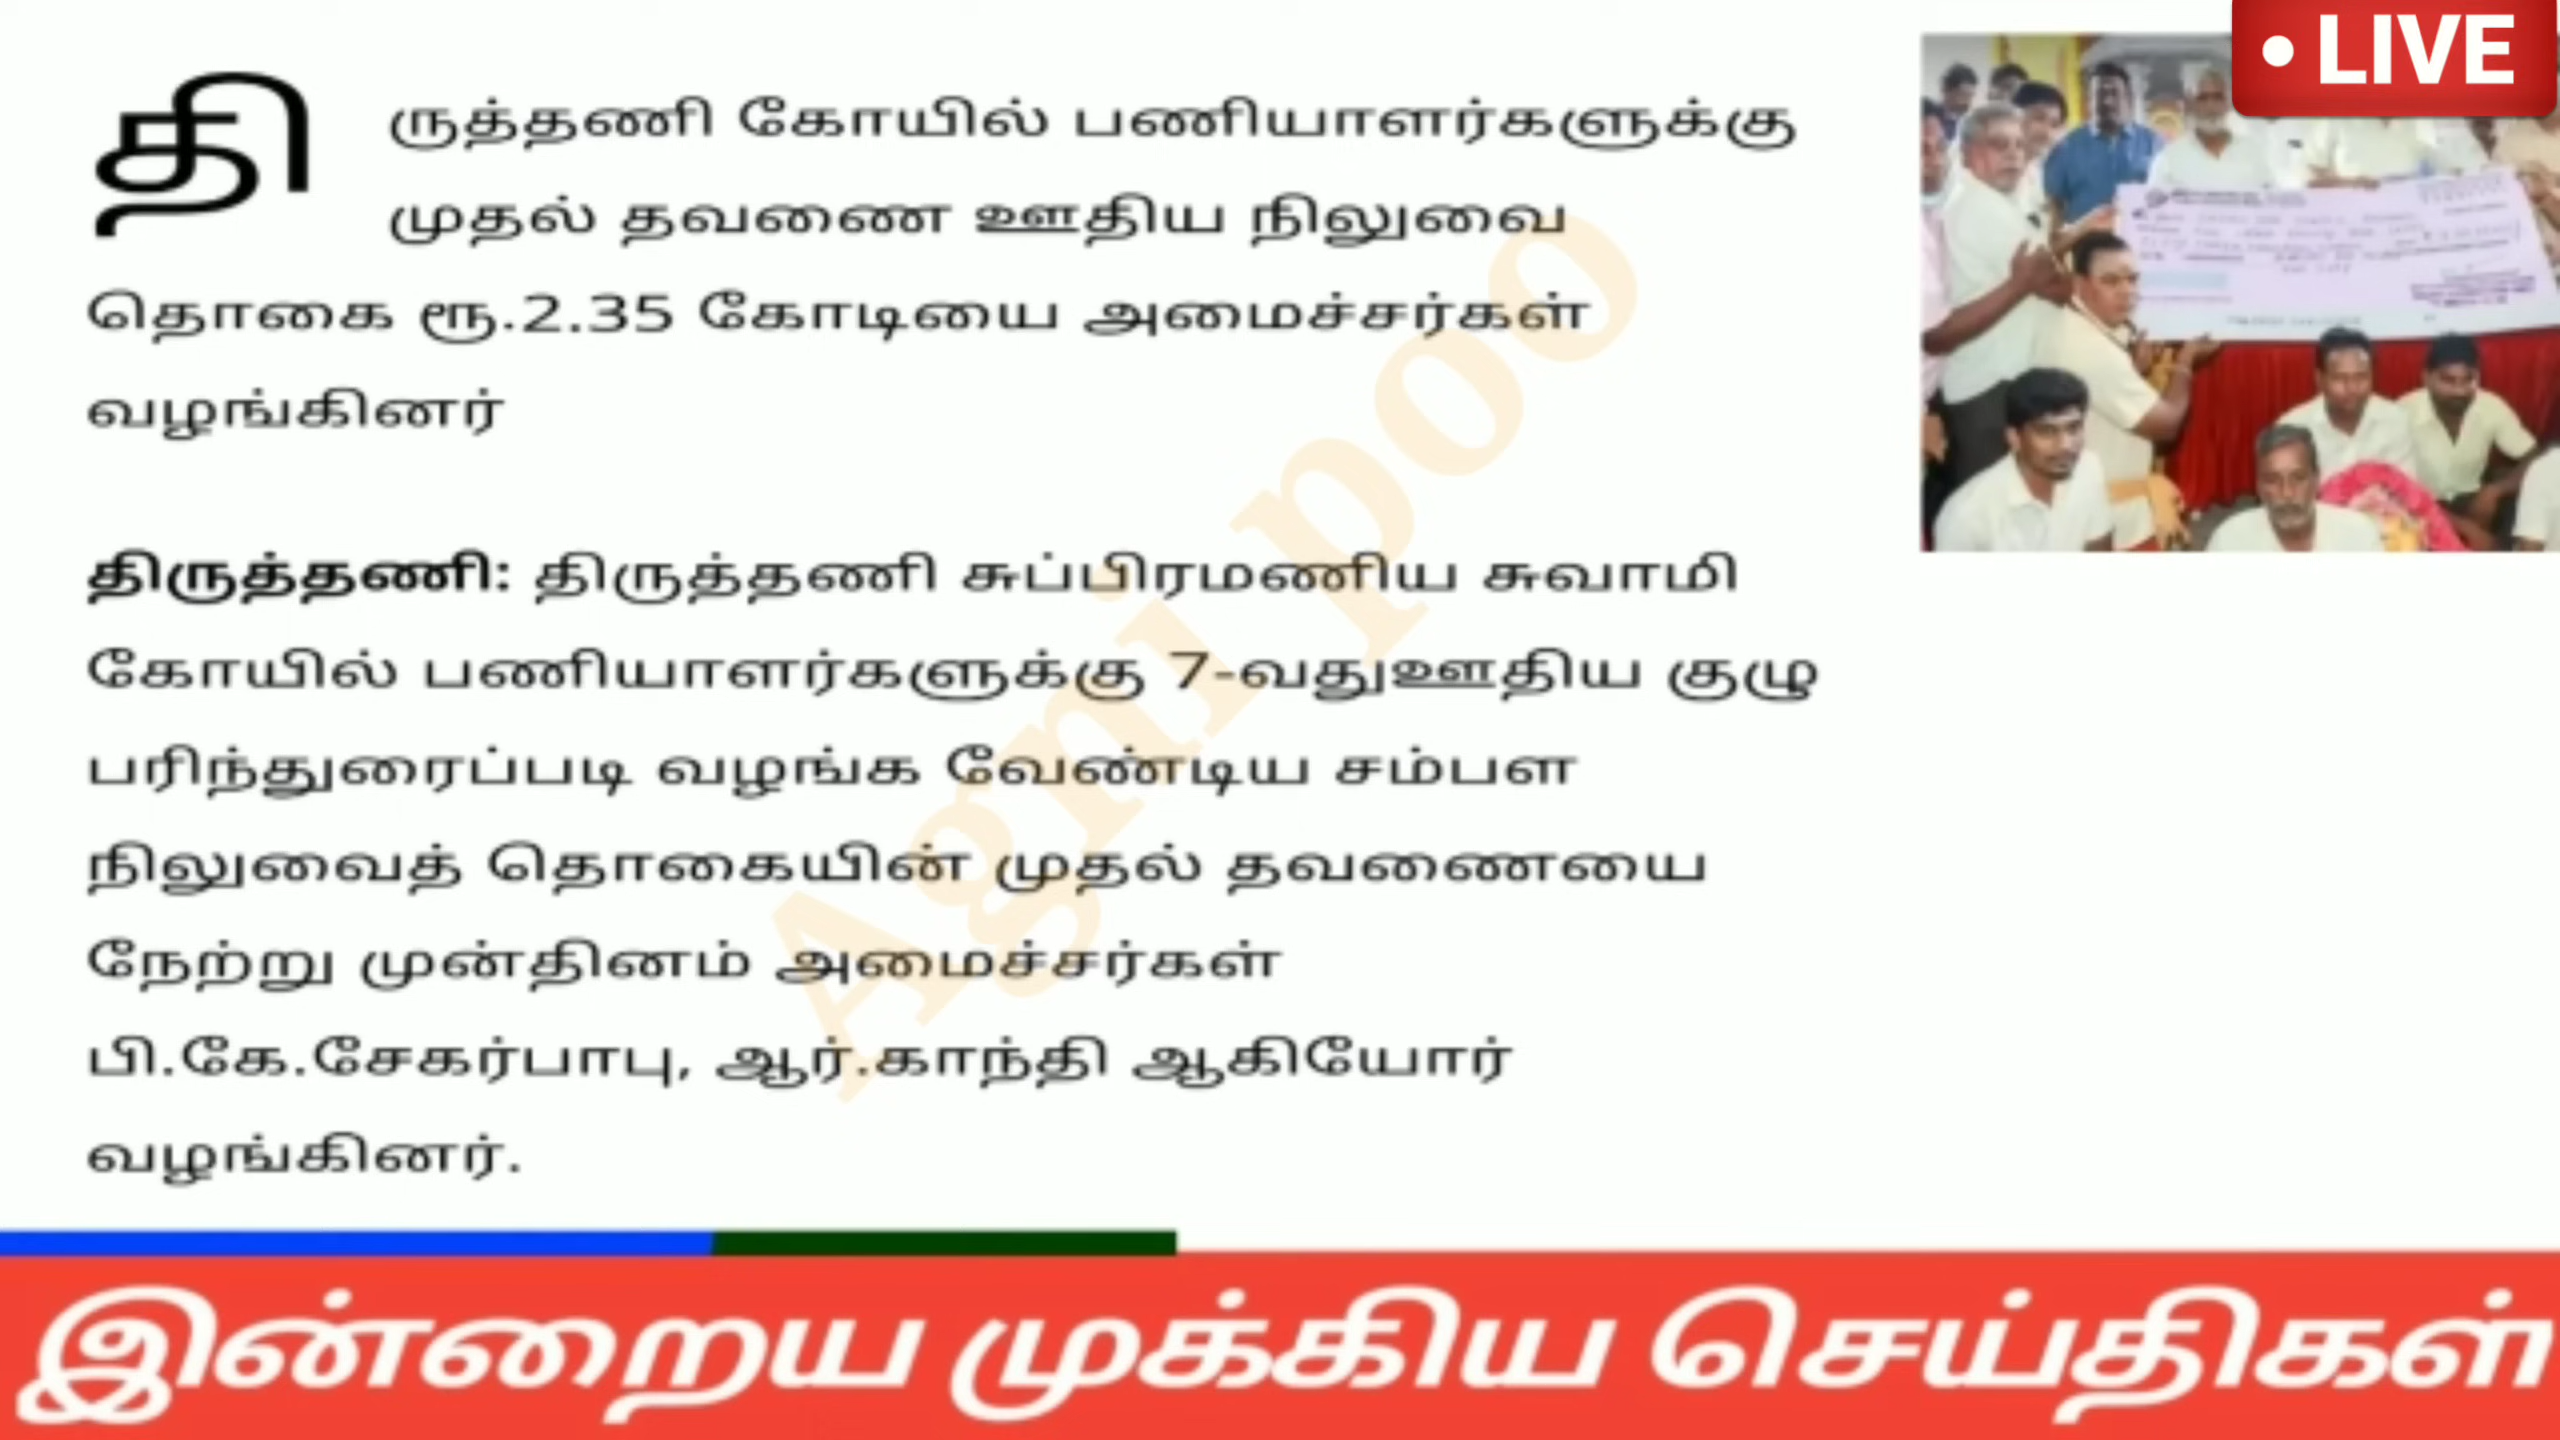 LIVE
திருத்தணி கோயில் பணியாளர்களுக்கு
முதல் தவணை ஊதிய நிலுவை
தொகை ரூ.2.35 கோடியை அமைச்சர்கள்
வழங்கினர்
திருத்தணி: திருத்தணி சுப்பிரமணிய சுவாமி
கோயில் பணியாளர்களுக்கு 7-வதுஊதிய குழு
பரிந்துரைப்படி வழங்க வேண்டிய சம்பள
நிலுவைத் தொகையின் முதல் தவணையை
நேற்று முன்தினம் அமைச்சர்கள்
பி.கே.சேகர்பாபு, ஆர்.காந்தி ஆகியோர்
வழங்கினர்.
Agni poo
இன்றைய முக்கிய செய்திகள்